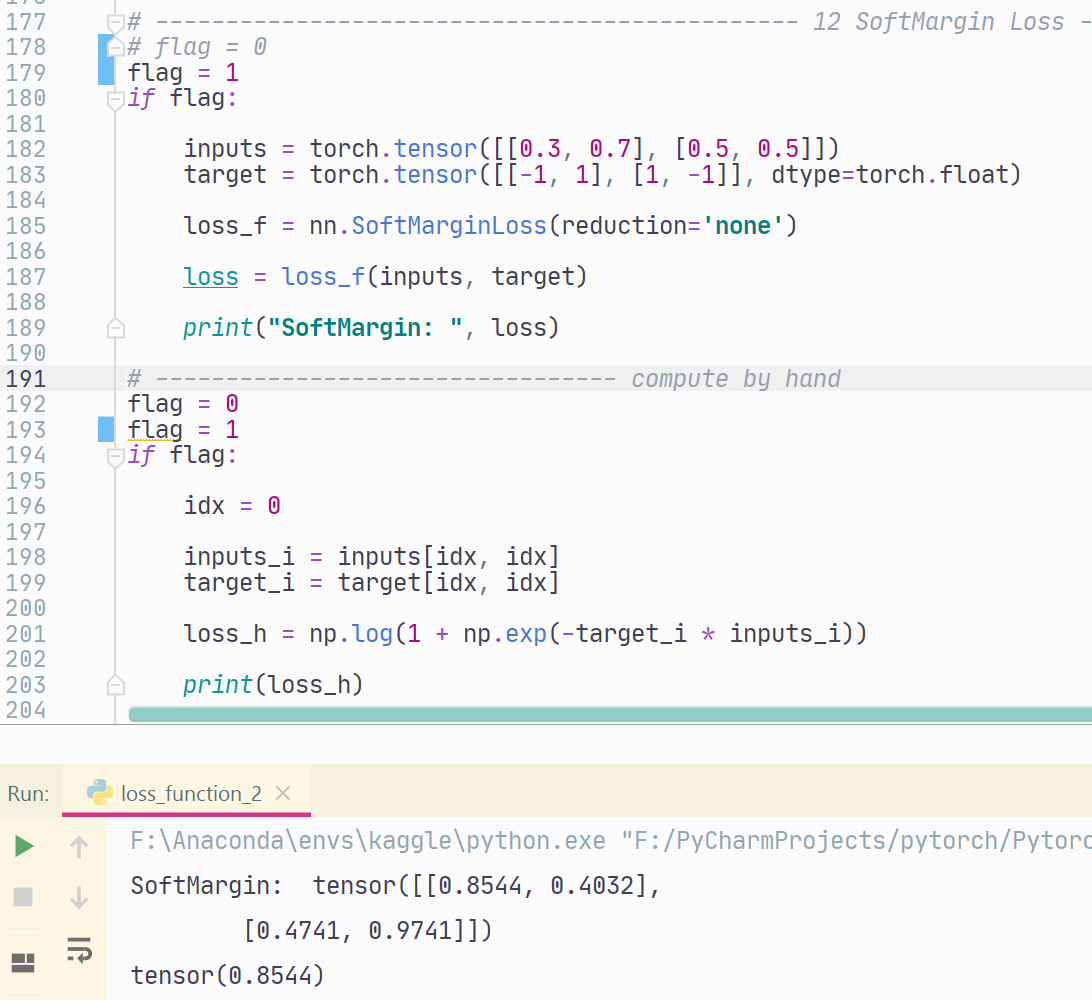 177 # ---------------------------------------------- 12 SoftMargin Loss -
178 # flag = 0
179 flag = 1
180 if flag:
181
182     inputs = torch.tensor([[0.3, 0.7], [0.5, 0.5]])
183     target = torch.tensor([[-1, 1], [1, -1]], dtype=torch.float)
184
185     loss_f = nn.SoftMarginLoss(reduction='none')
186
187     loss = loss_f(inputs, target)
188
189     print("SoftMargin: ", loss)
190
191 # --------------------------------- compute by hand
192 flag = 0
193 flag = 1
194 if flag:
195
196     idx = 0
197
198     inputs_i = inputs[idx, idx]
199     target_i = target[idx, idx]
200
201     loss_h = np.log(1 + np.exp(-target_i * inputs_i))
202
203     print(loss_h)
204
Run: loss_function_2
F:\Anaconda\envs\kaggle\python.exe "F:/PyCharmProjects/pytorch/Pytorc
SoftMargin:  tensor([[0.8544, 0.4032],
        [0.4741, 0.9741]])
tensor(0.8544)